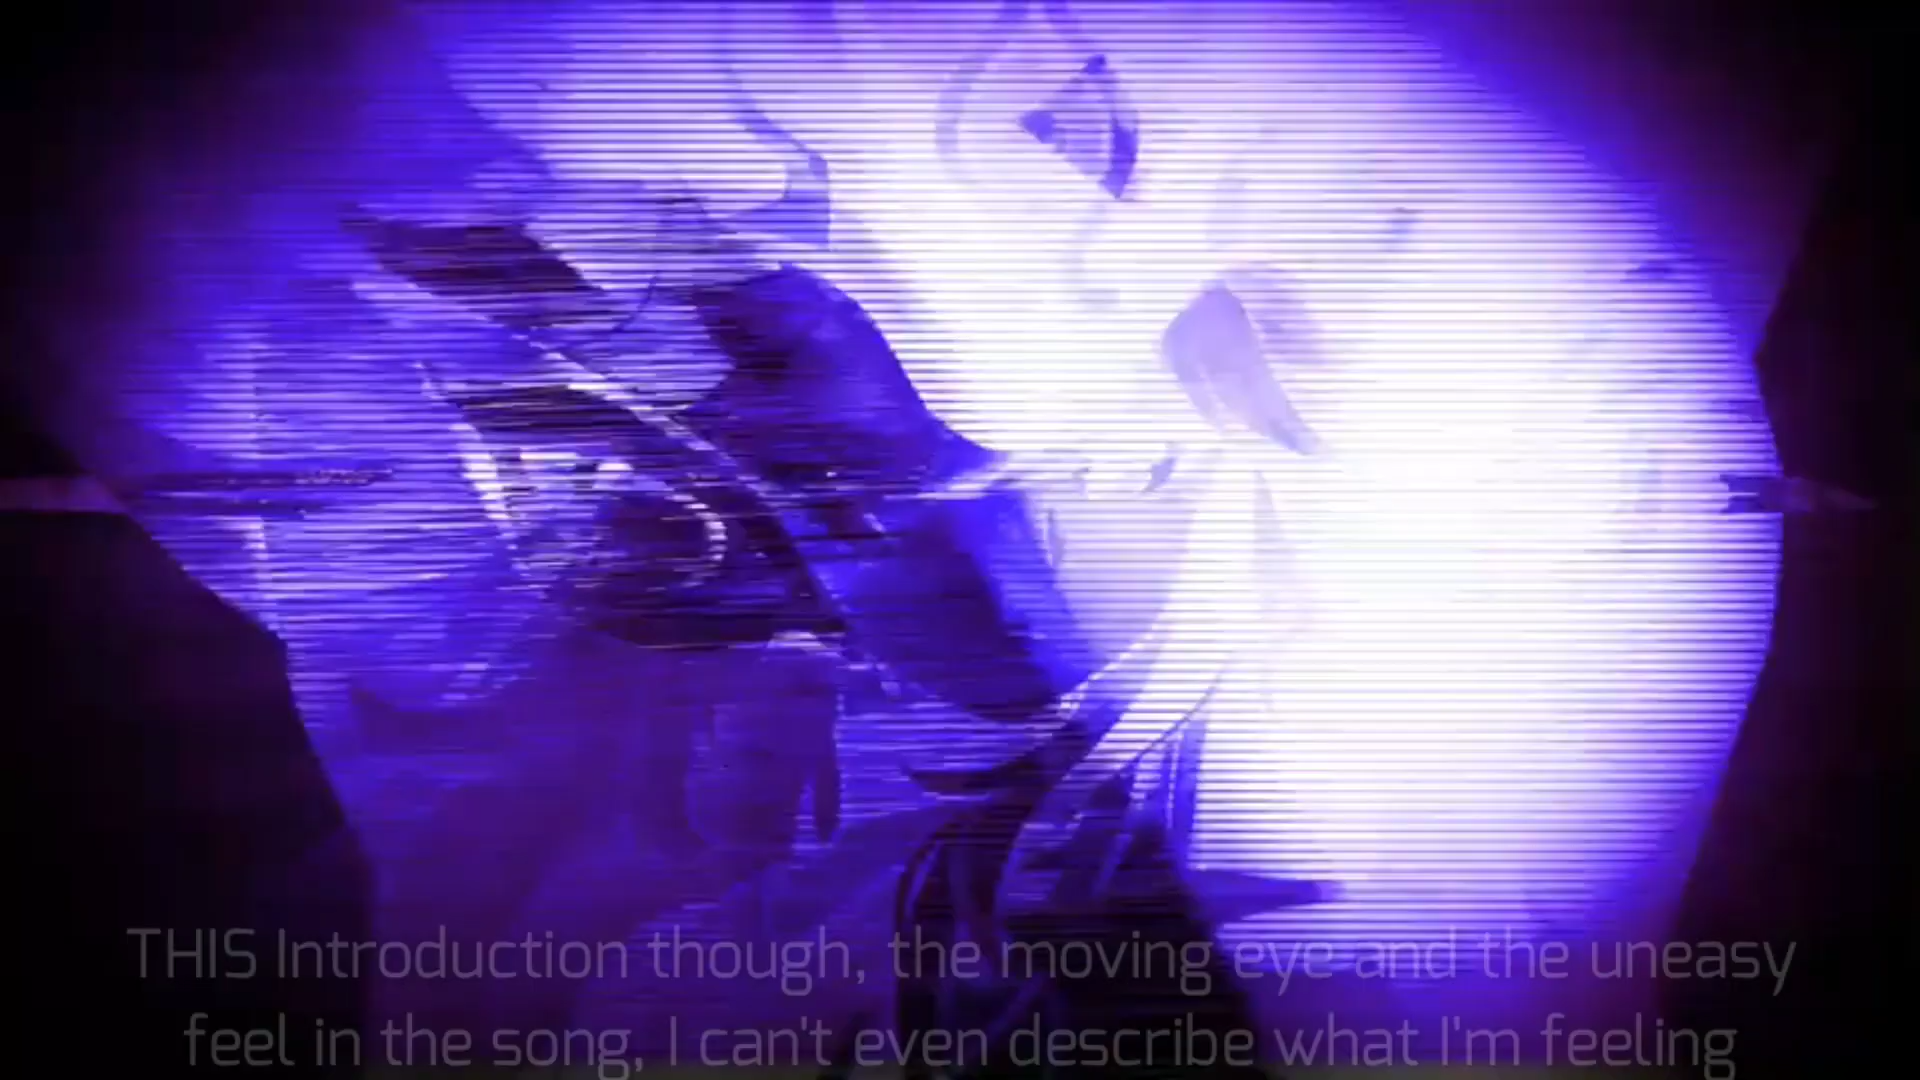 THIS Introduction though, the moving eye and the uneasy
feel in the song, I can't even describe what I'm feeling